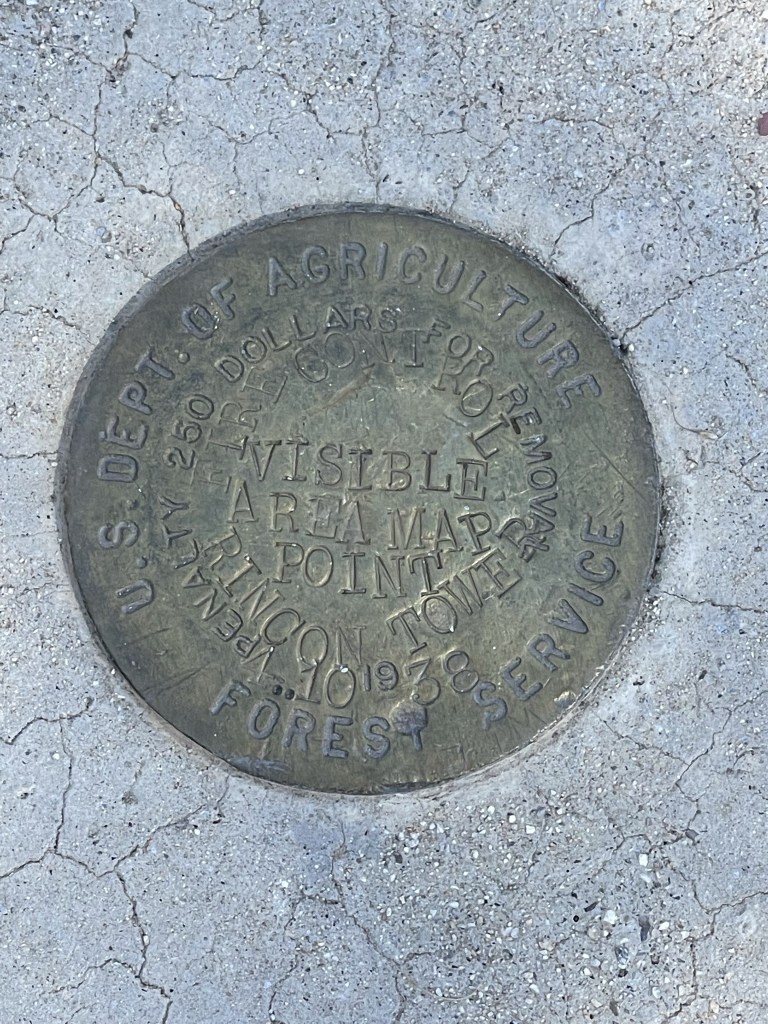 U.S DEPT. OF AGRICULTURE
PENALTY 250 DOLLARS FOR REMOVAL
FIRE CONTROL
VISIBLE
AREA MAP
POINT
RINCON TOWER
10 1938
FOREST SERVICE